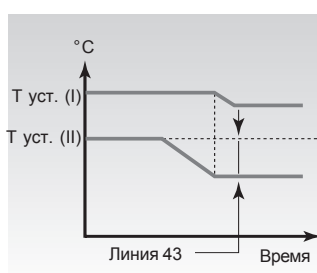 °C
Т уст. (I)
Т уст. (II)
Линия 43
Время